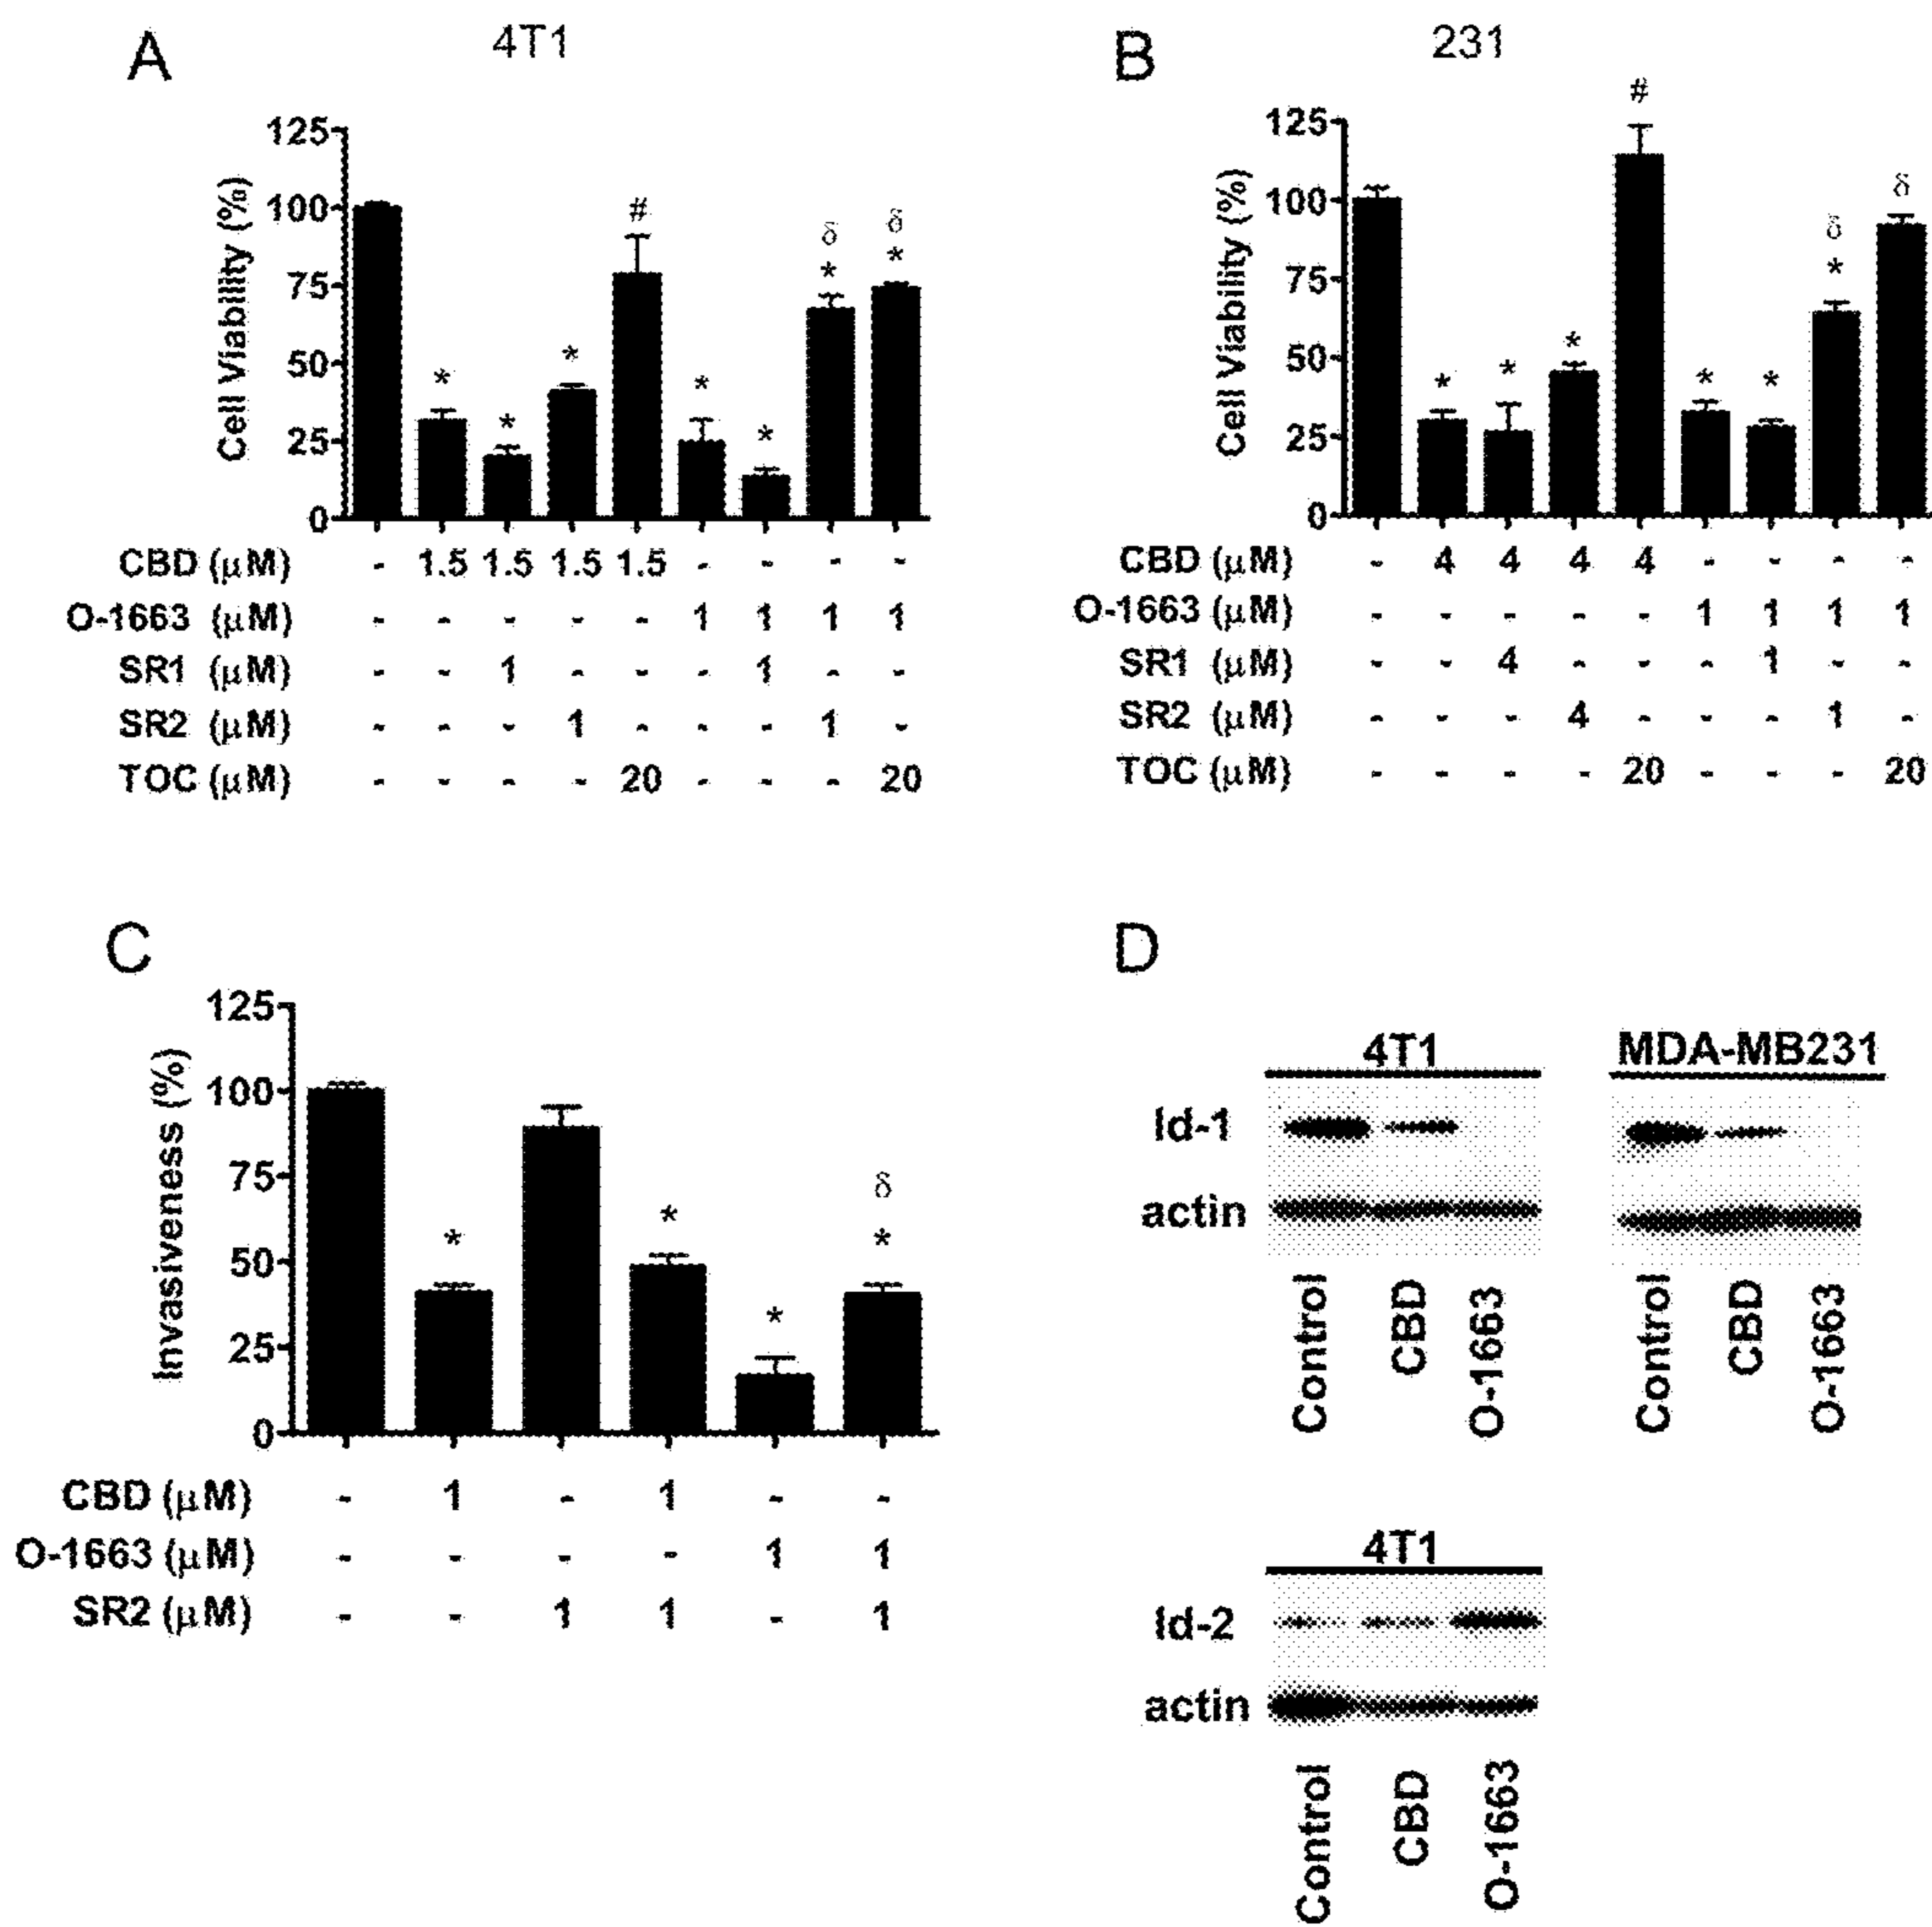 A
4T1
125
100
75
50
25
0
Cell Viability (%)
#
δ δ
* * * * * * *
CBD (μM) - 1.5 1.5 1.5 1.5 - - - -
O-1663 (μM) - - - - - 1 1 1 1
SR1 (μM) - - 1 - - - 1 - -
SR2 (μM) - - - 1 - - - 1 -
TOC (μM) - - - - 20 - - - 20
B
231
125
100
75
50
25
0
Cell Viability (%)
#
δ δ
* * * * * *
CBD (μM) - 4 4 4 4 - - - -
O-1663 (μM) - - - - - 1 1 1 1
SR1 (μM) - - 4 - - - 1 - -
SR2 (μM) - - - 4 - - - 1 -
TOC (μM) - - - - 20 - - - 20
C
125
100
75
50
25
0
Invasiveness (%)
δ
* * * *
CBD (μM) - 1 - 1 - -
O-1663 (μM) - - - - 1 1
SR2 (μM) - - 1 1 - 1
D
4T1 MDA-MB231
Id-1
actin
Control CBD O-1663 Control CBD O-1663
4T1
Id-2
actin
Control CBD O-1663